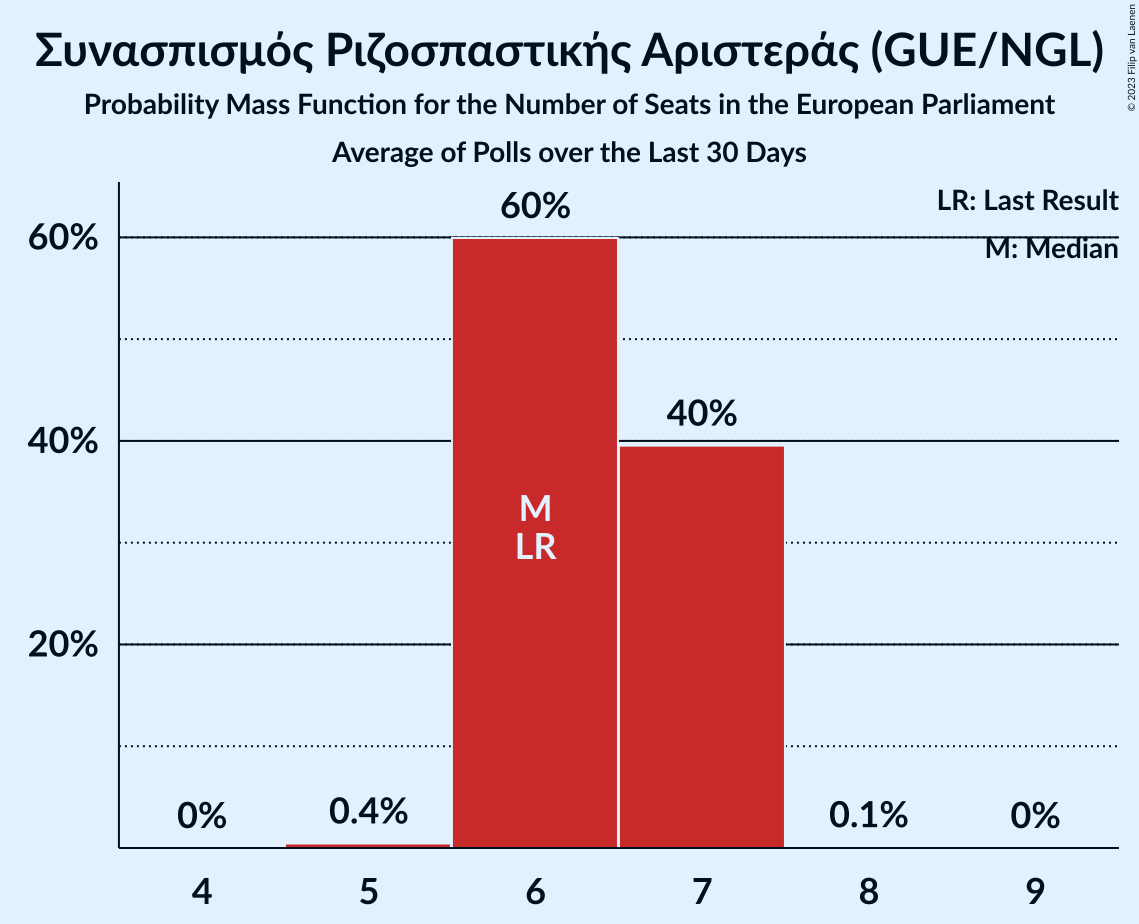 Συνασπισμός Ριζοσπαστικής Αριστεράς (GUE/NGL)
Probability Mass Function for the Number of Seats in the European Parliament
Average of Polls over the Last 30 Days
© 2023 Filip van Laenen
LR: Last Result
M: Median
60%
40%
20%
0%
0.4%
60%
M
LR
40%
0.1%
0%
4
5
6
7
8
9